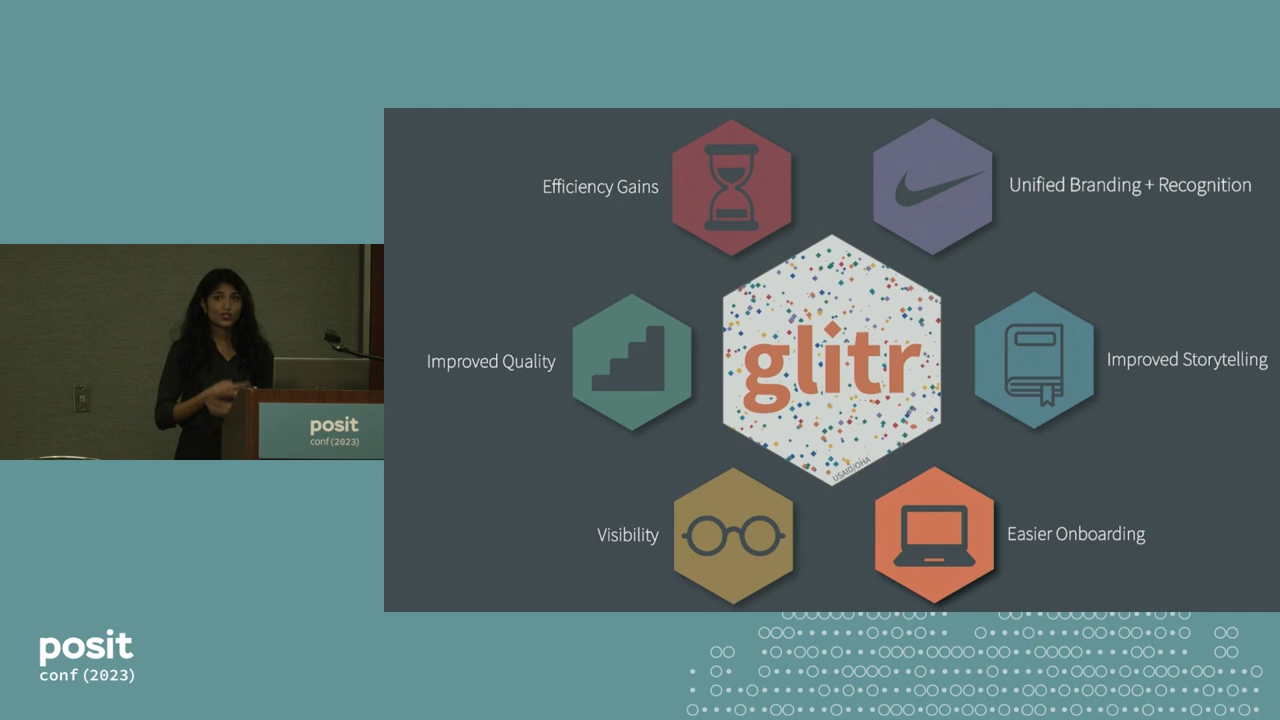 Efficiency Gains
Unified Branding + Recognition
Improved Quality
glitr
USAID/OHA
Improved Storytelling
Visibility
Easier Onboarding
posit
conf(2023)
posit
conf(2023)